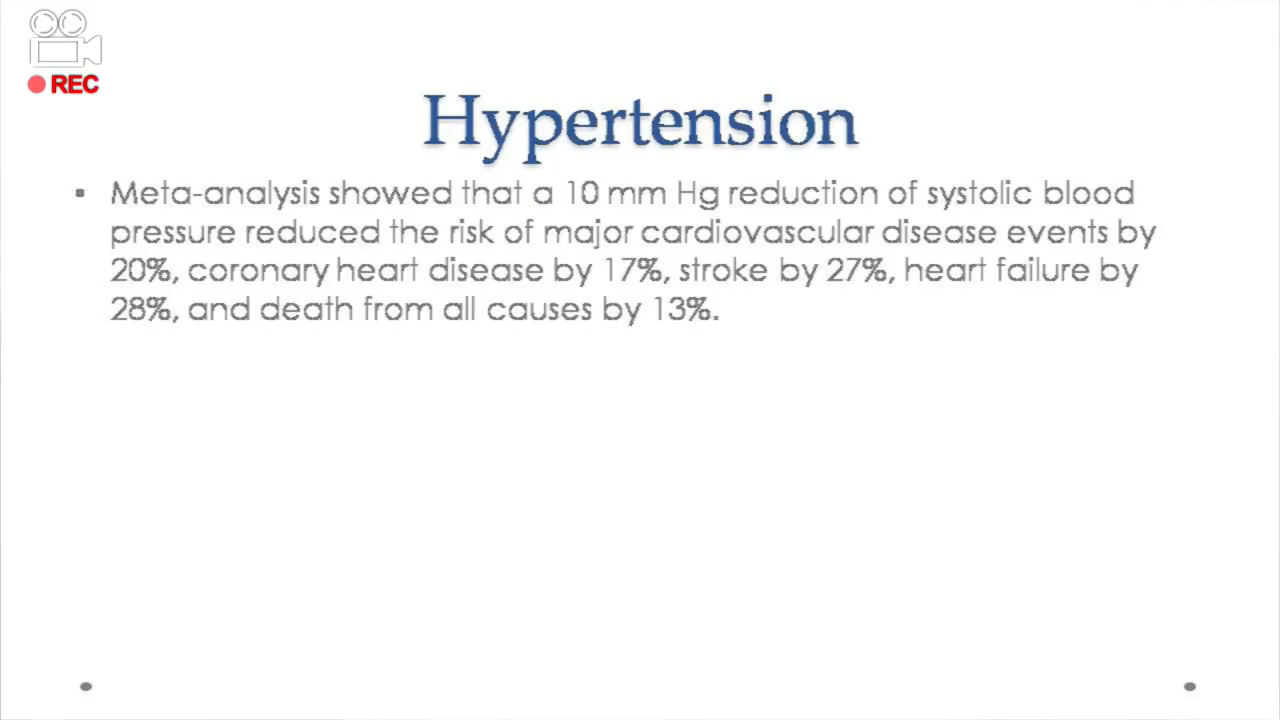 REC
Hypertension
▪ Meta-analysis showed that a 10 mm Hg reduction of systolic blood
pressure reduced the risk of major cardiovascular disease events by
20%, coronary heart disease by 17%, stroke by 27%, heart failure by
28%, and death from all causes by 13%.